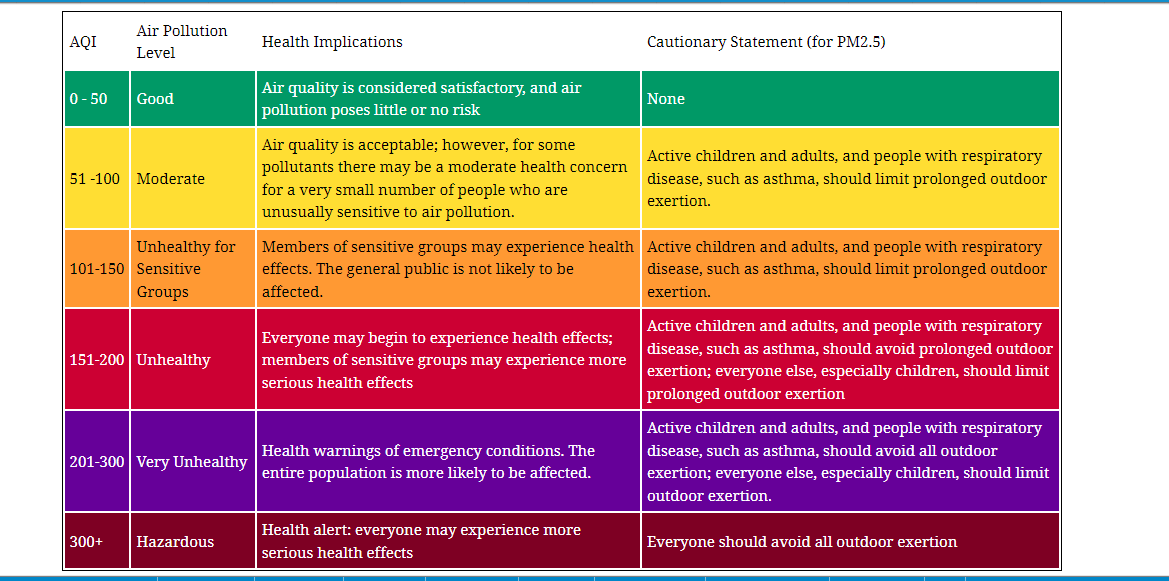 AQI
Air Pollution
Level
Health Implications
Cautionary Statement (for PM2.5)
0 - 50
Good
Air quality is considered satisfactory, and air
pollution poses little or no risk
None
51 -100
Moderate
Air quality is acceptable; however, for some
pollutants there may be a moderate health concern
for a very small number of people who are
unusually sensitive to air pollution.
Active children and adults, and people with respiratory
disease, such as asthma, should limit prolonged outdoor
exertion.
101-150
Unhealthy for
Sensitive
Groups
Members of sensitive groups may experience health
effects. The general public is not likely to be
affected.
Active children and adults, and people with respiratory
disease, such as asthma, should limit prolonged outdoor
exertion.
151-200
Unhealthy
Everyone may begin to experience health effects;
members of sensitive groups may experience more
serious health effects
Active children and adults, and people with respiratory
disease, such as asthma, should avoid prolonged outdoor
exertion; everyone else, especially children, should limit
prolonged outdoor exertion
201-300
Very Unhealthy
Health warnings of emergency conditions. The
entire population is more likely to be affected.
Active children and adults, and people with respiratory
disease, such as asthma, should avoid all outdoor
exertion; everyone else, especially children, should limit
outdoor exertion.
300+
Hazardous
Health alert: everyone may experience more
serious health effects
Everyone should avoid all outdoor exertion